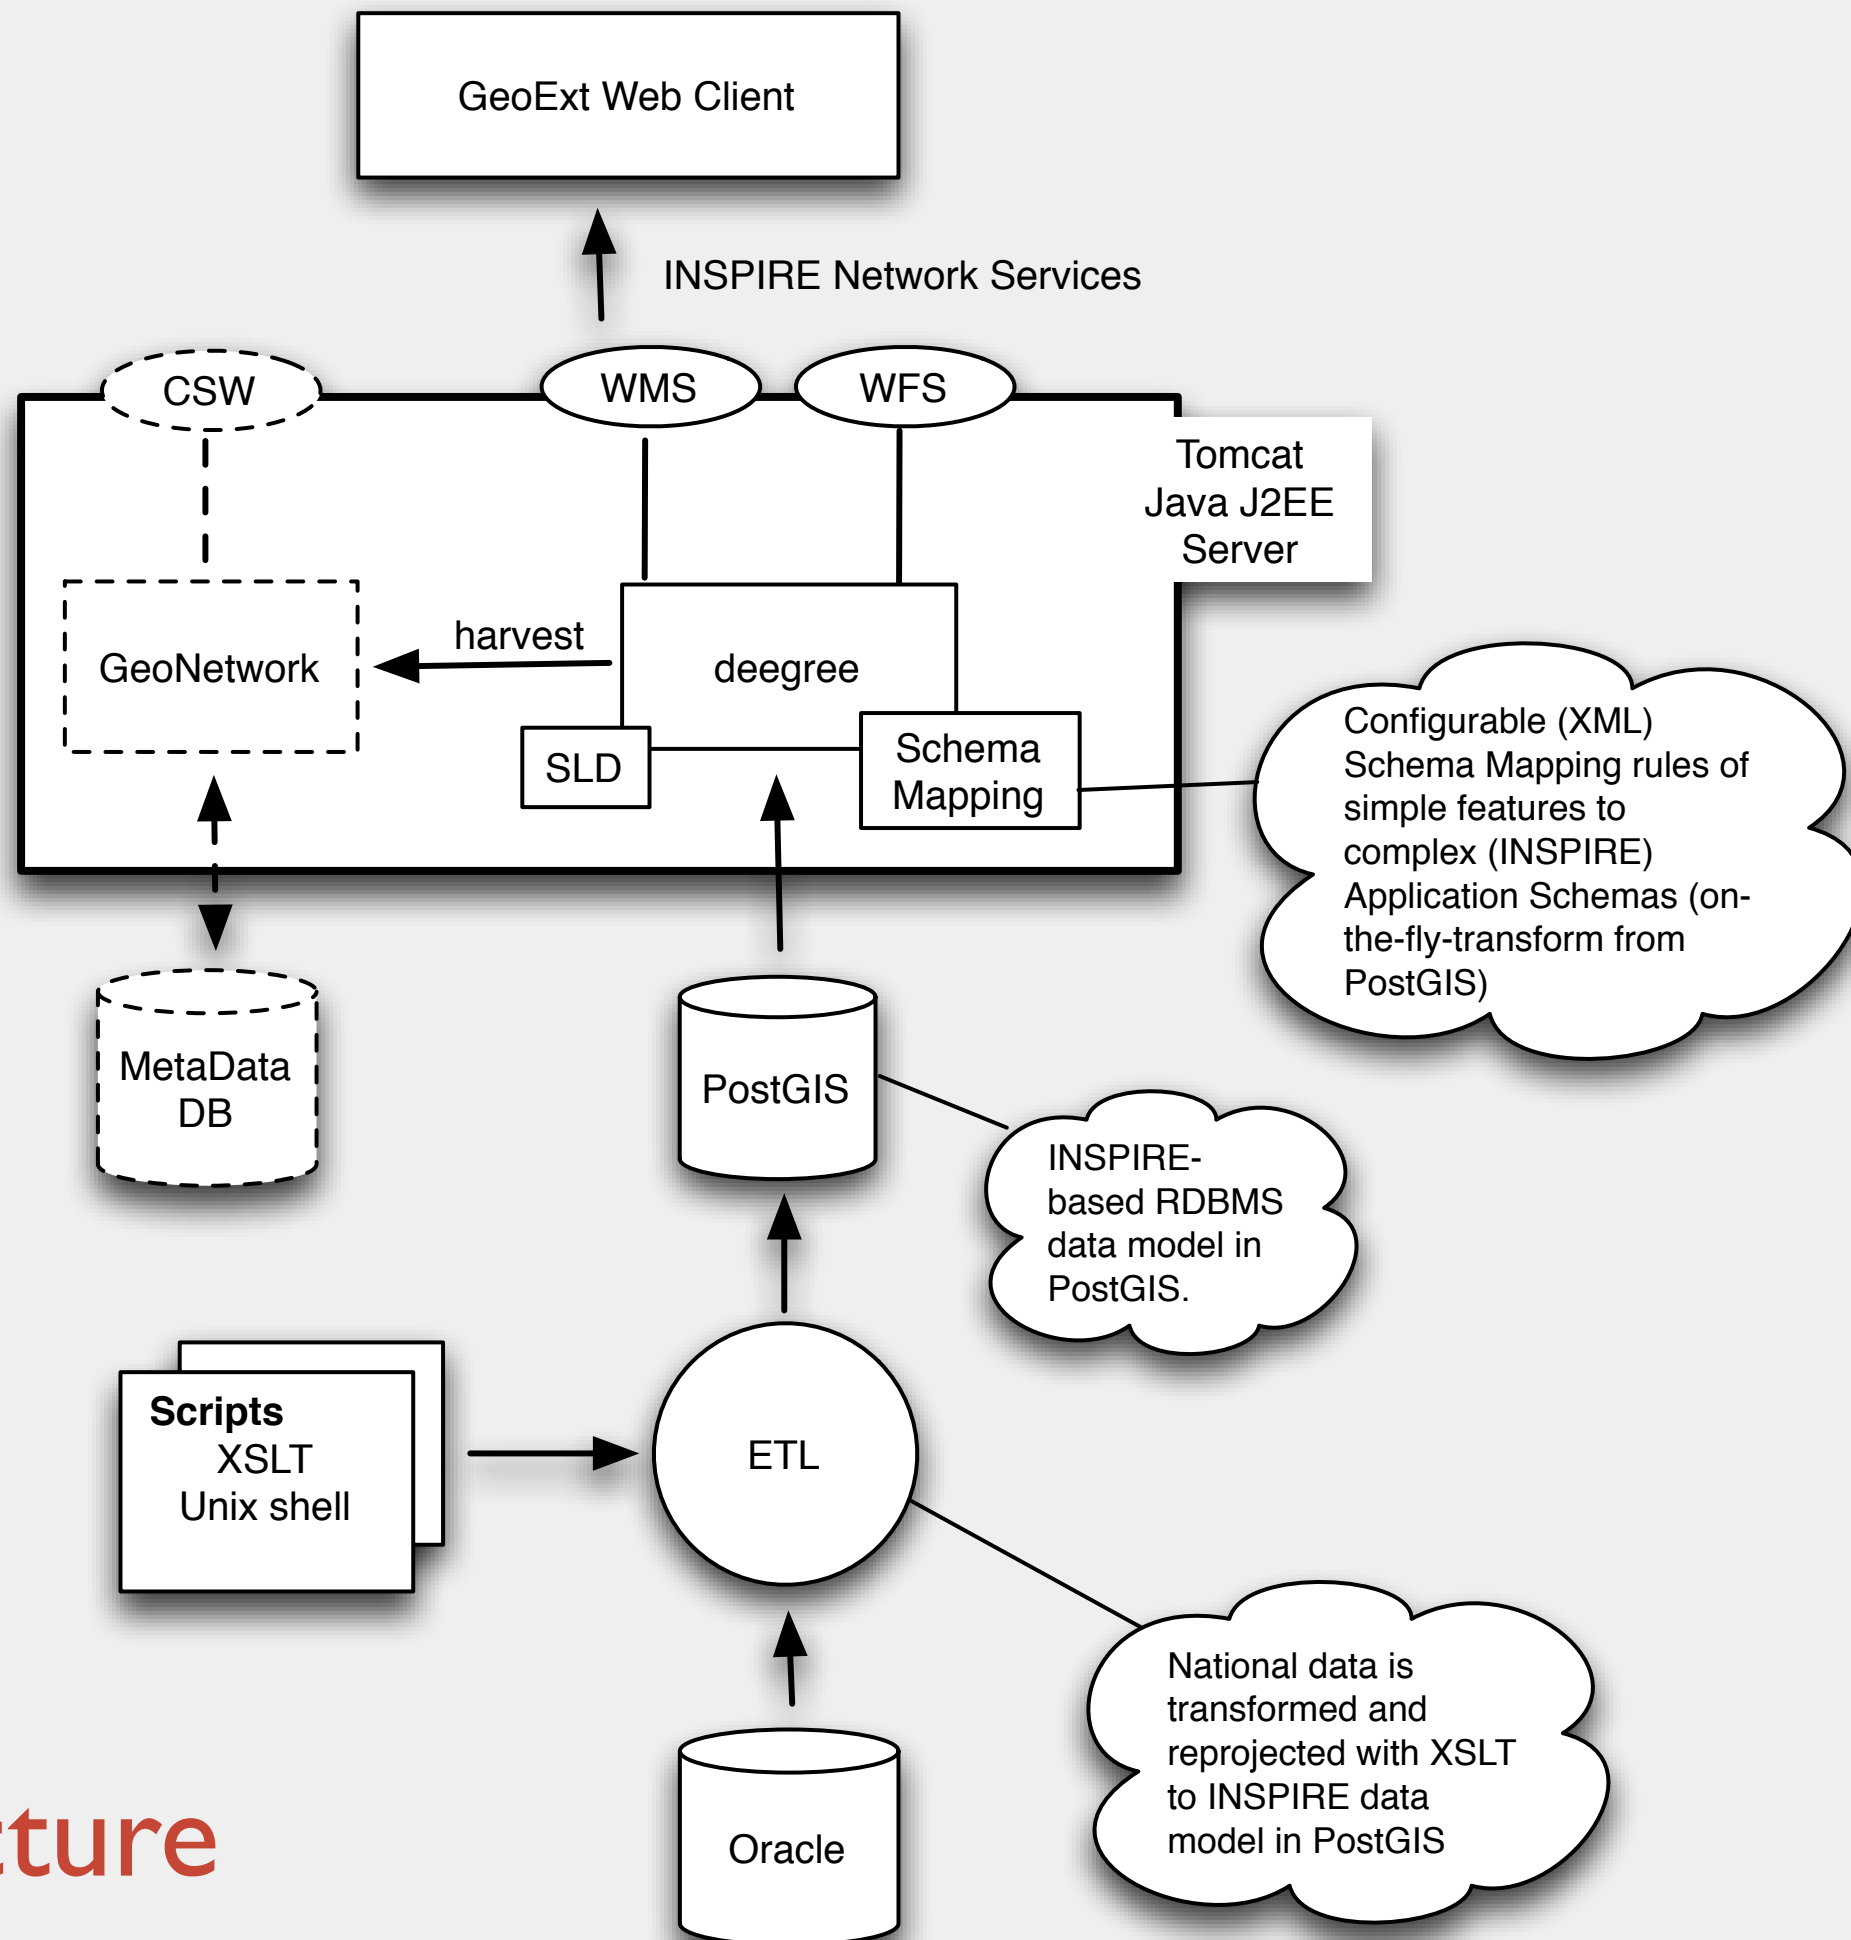 GeoExt Web Client
INSPIRE Network Services
CSW
WMS
WFS
Tomcat
Java J2EE
Server
harvest
GeoNetwork
deegree
SLD
Schema
Mapping
Configurable (XML)
Schema Mapping rules of
simple features to
complex (INSPIRE)
Application Schemas (on-
the-fly-transform from
PostGIS)
MetaData
DB
PostGIS
INSPIRE-
based RDBMS
data model in
PostGIS.
Scripts
XSLT
Unix shell
ETL
National data is
transformed and
reprojected with XSLT
to INSPIRE data
model in PostGIS
Oracle
cture